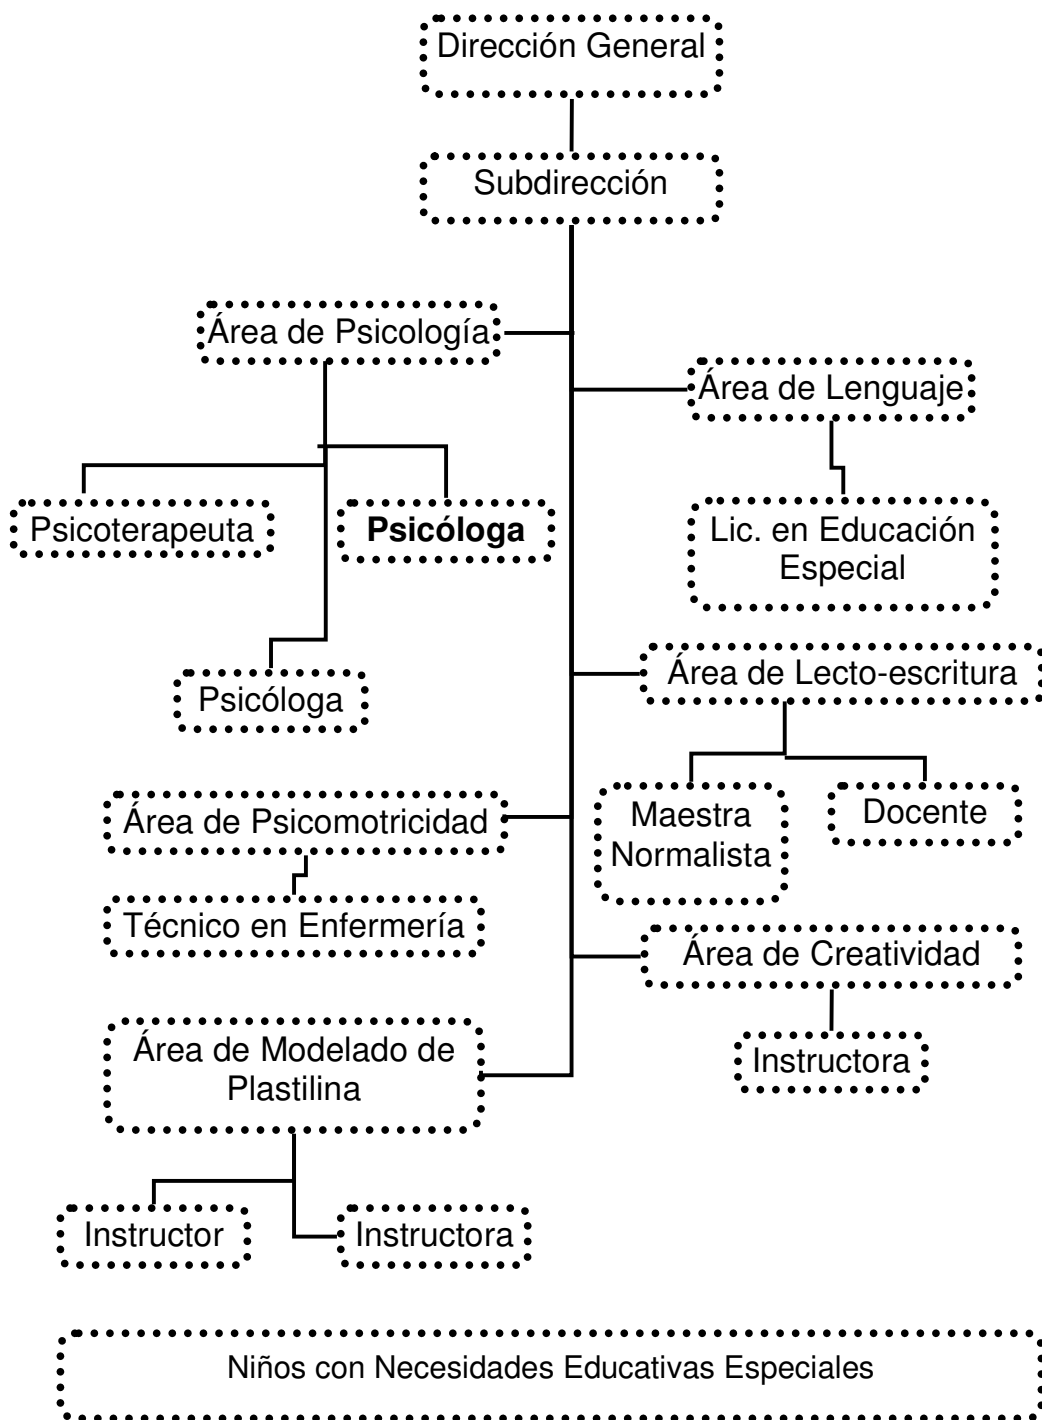 Dirección General
Subdirección
Área de Psicología
Área de Lenguaje
Psicoterapeuta
Psicóloga
Lic. en Educación
Especial
Psicóloga
Área de Lecto-escritura
Maestra
Normalista
Docente
Área de Psicomotricidad
Técnico en Enfermería
Área de Creatividad
Instructora
Área de Modelado de
Plastilina
Instructor
Instructora
Niños con Necesidades Educativas Especiales